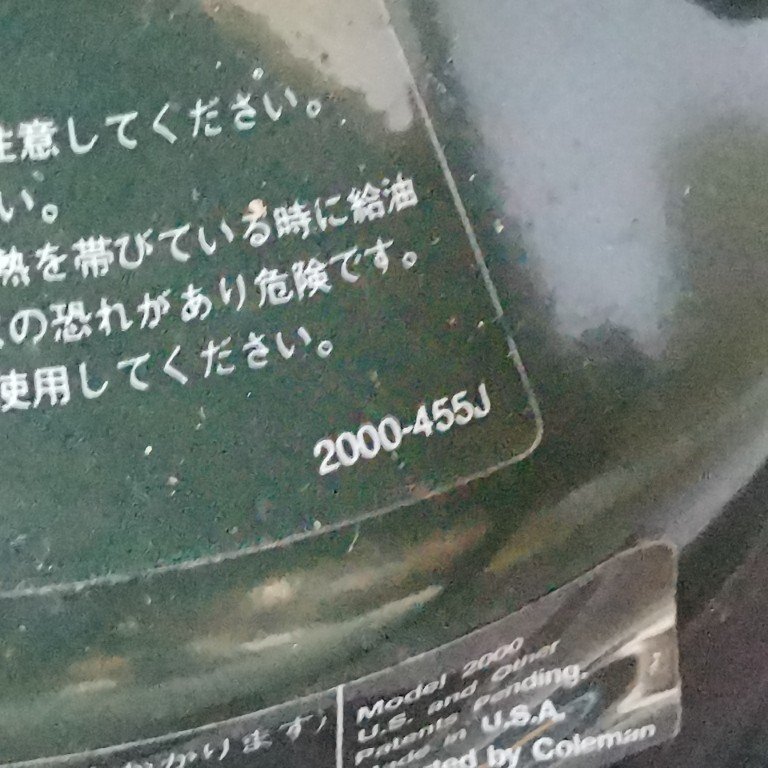 注意してください。
い。
熱を帯びている時に給油
の恐れがあり危険です。
使用してください。
2000-455J
かります)
Model 2000
U.S. and Other
Patents Pending.
Made in U.S.A.
by Coleman